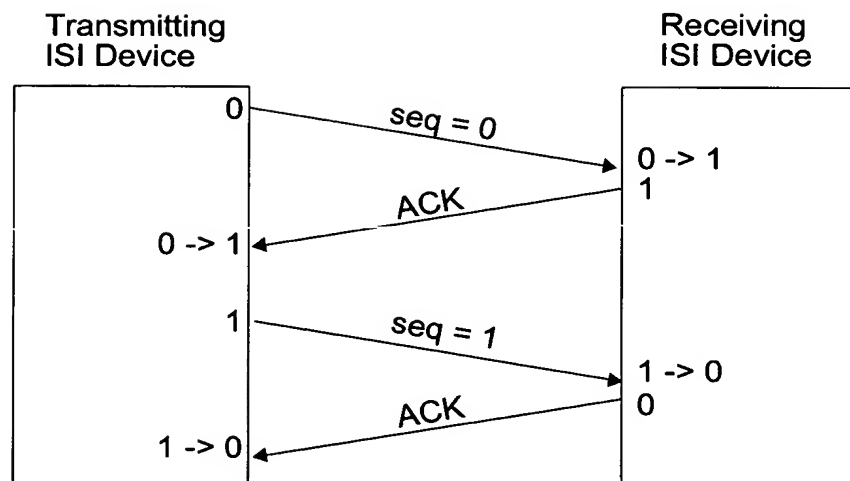 Transmitting
ISI Device
Receiving
ISI Device
0
seq = 0
0 -> 1
1
ACK
0 -> 1
1
seq = 1
1 -> 0
0
ACK
1 -> 0